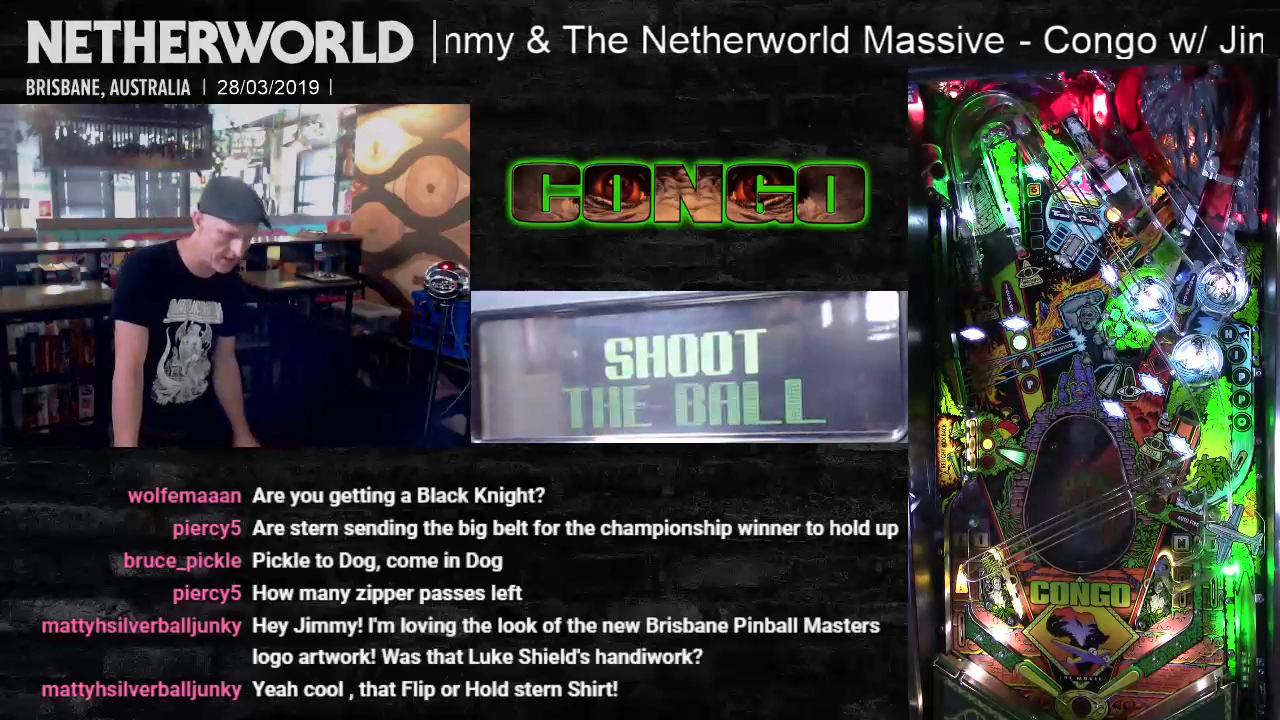 NETHERWORLD
nmy & The Netherworld Massive - Congo w/ Jin
BRISBANE, AUSTRALIA | 28/03/2019 |
CONGO
SHOOT
THE BALL
wolfemaaan Are you getting a Black Knight?
piercy5 Are stern sending the big belt for the championship winner to hold up
bruce_pickle Pickle to Dog, come in Dog
piercy5 How many zipper passes left
mattyhsilverballjunky Hey Jimmy! I'm loving the look of the new Brisbane Pinball Masters
logo artwork! Was that Luke Shield's handiwork?
mattyhsilverballjunky Yeah cool , that Flip or Hold stern Shirt!
HIPPO
CONGO
THE MOVIE